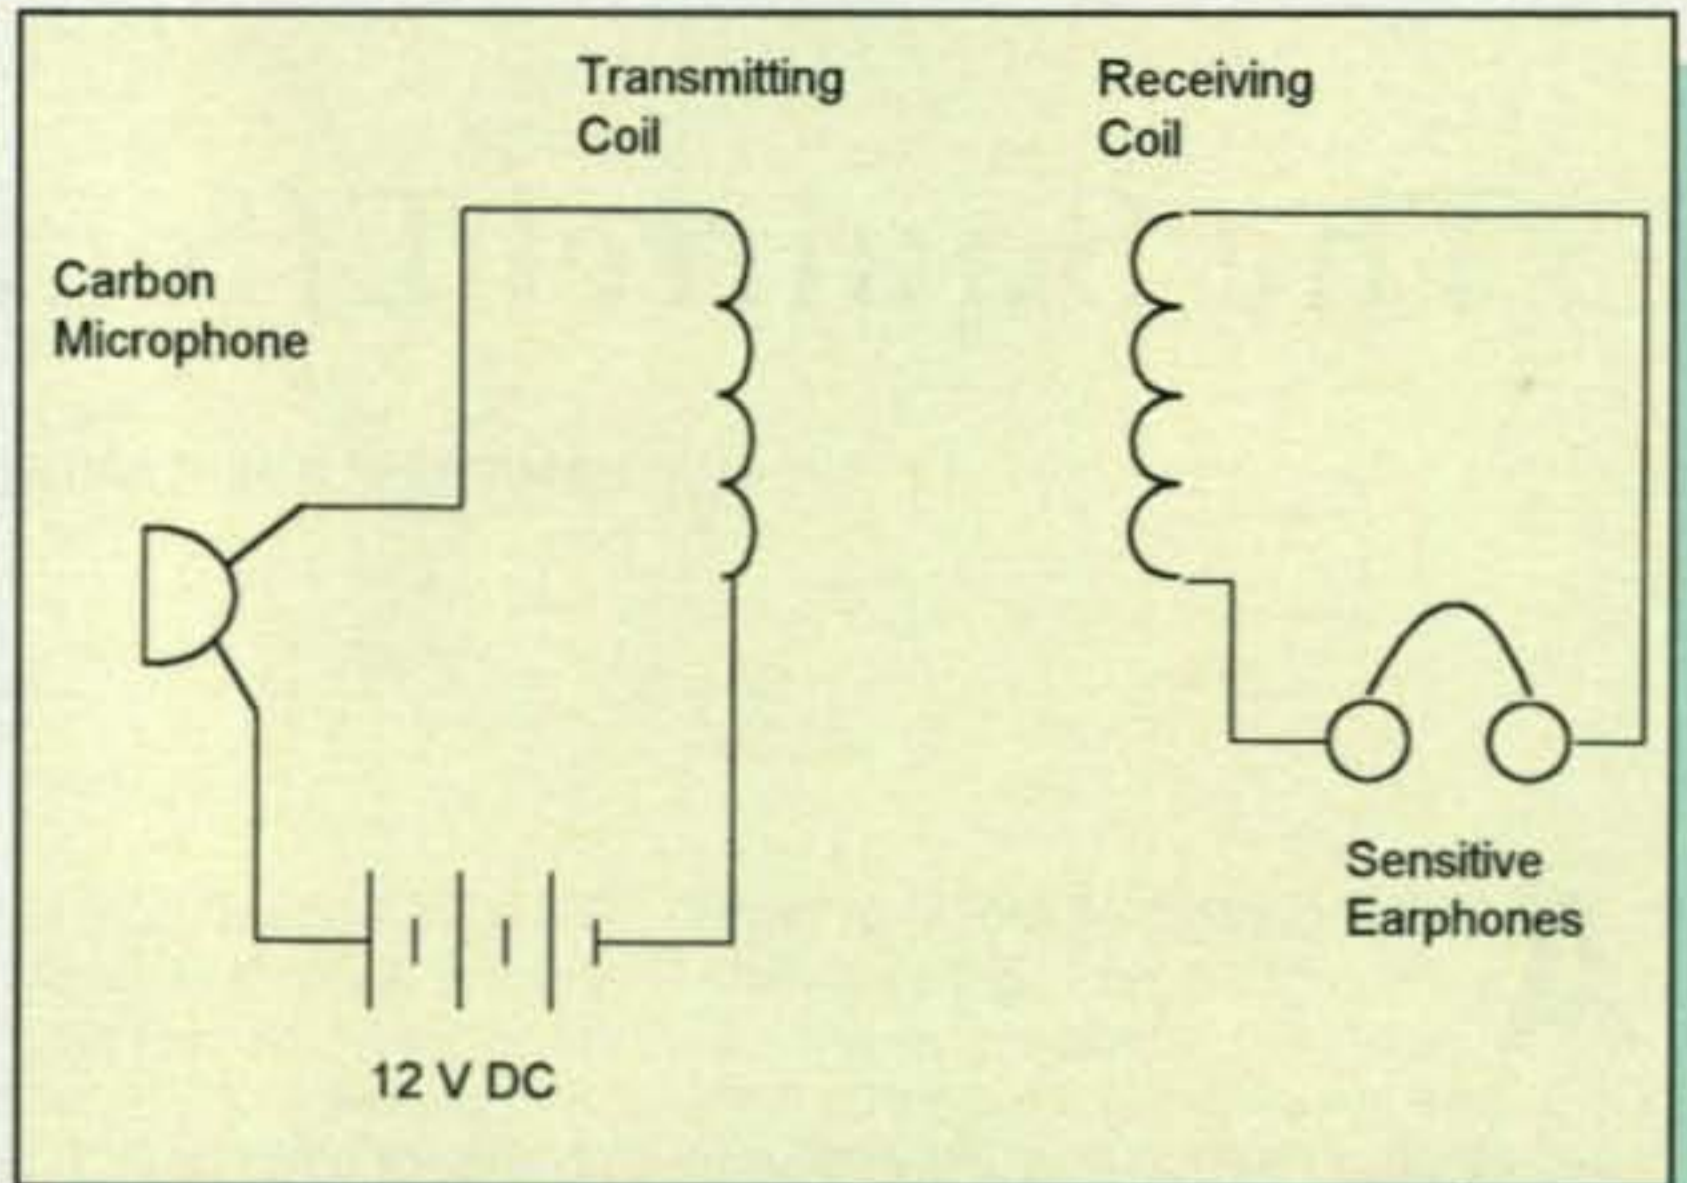 Transmitting
Coil
Receiving
Coil
Carbon
Microphone
Sensitive
Earphones
12 V DC